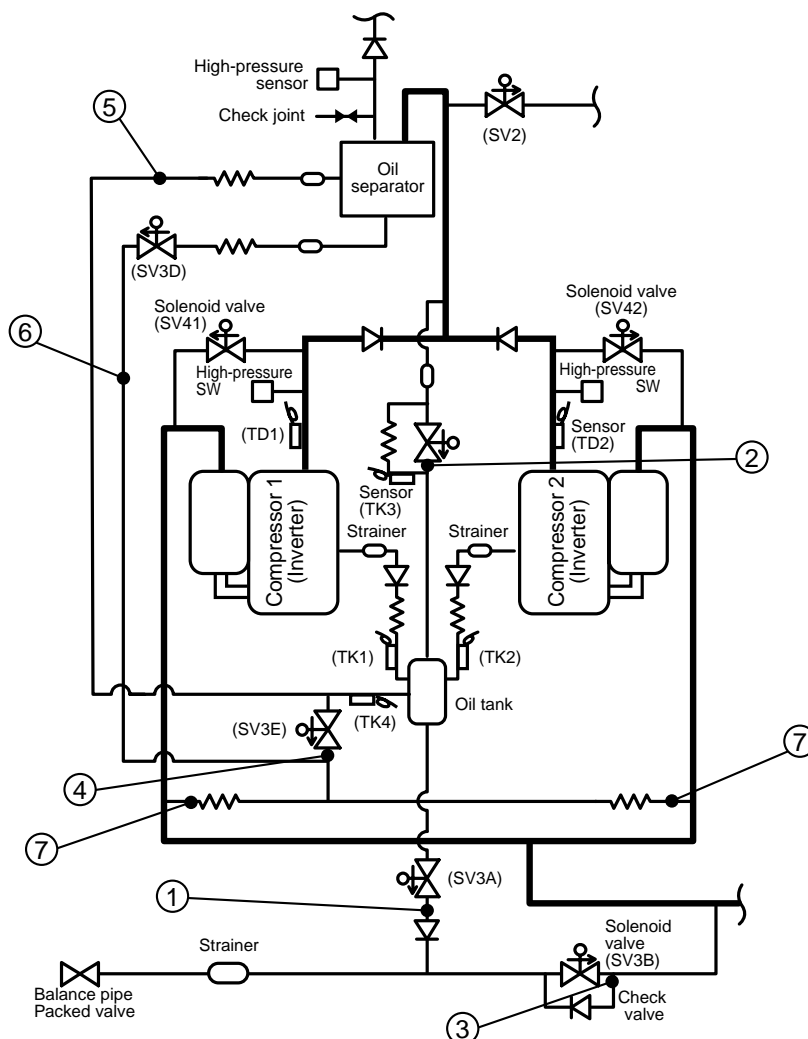 High-pressure
sensor
Check joint
5
(SV2)
Oil
separator
(SV3D)
Solenoid valve
(SV41)
Solenoid valve
(SV42)
6
High-pressure
SW
High-pressure
SW
(TD1)
Sensor
(TD2)
2
Sensor
(TK3)
Compressor 1
(Inverter)
Compressor 2
(Inverter)
Strainer
Strainer
(TK1)
(TK2)
Oil tank
(TK4)
(SV3E)
4
7
7
(SV3A)
1
Strainer
Solenoid
valve
(SV3B)
Balance pipe
Packed valve
3
Check
valve